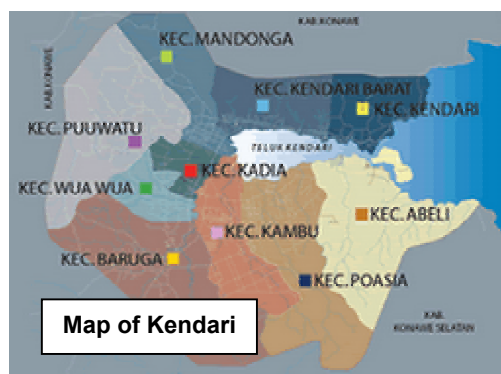 KAB. KONAWE
KEC. MANDONGA
KAB. KONAWE
KEC. KENDARI BARAT
KEC. KENDARI
KEC. PUUWATU
TELUK KENDARI
KEC. KADIA
KEC. WUA WUA
KEC. ABELI
KEC. KAMBU
KEC. BARUGA
KEC. POASIA
Map of Kendari
KAB.
KONAWE SELATAN